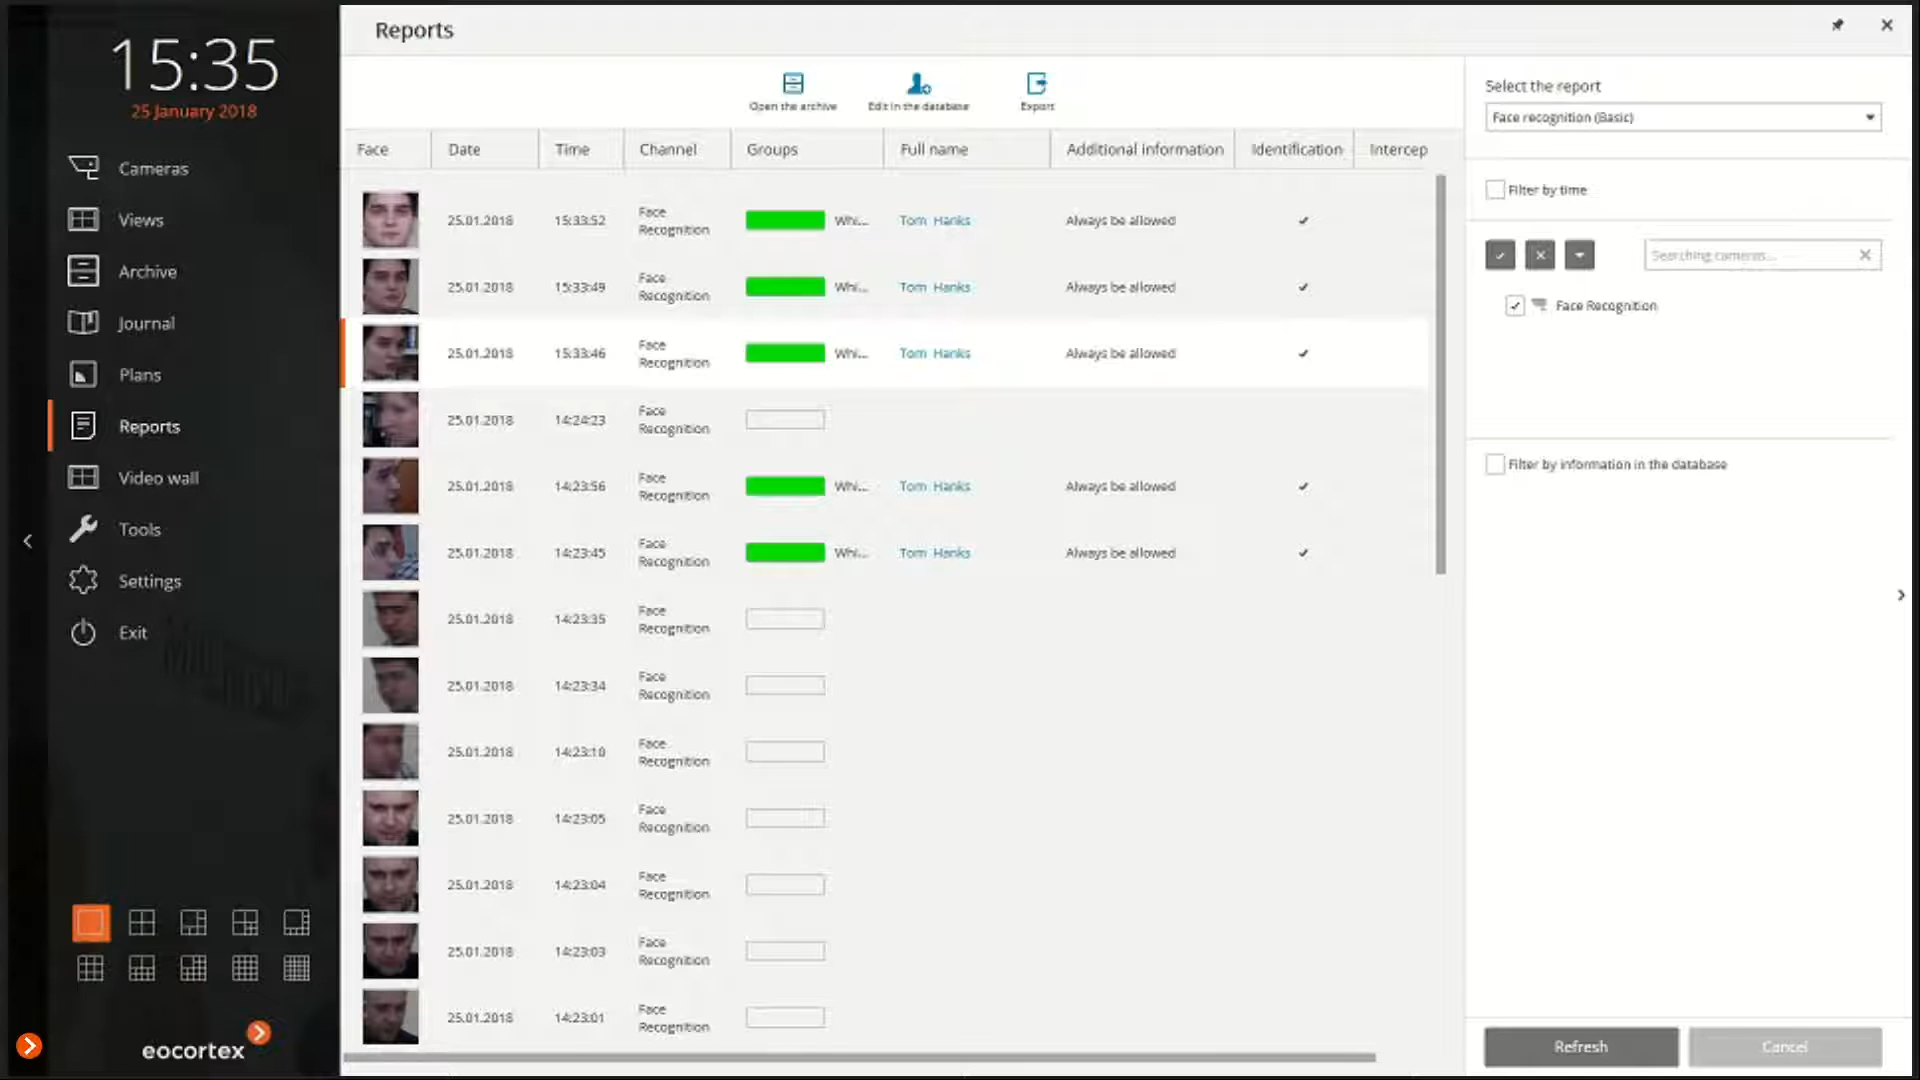 15:35
25 January 2018
Cameras
Views
Archive
Journal
Plans
Reports
Video wall
Tools
Settings
Exit
eocortex
Reports
Open the archive
Edit in the database
Export
Face
Date
Time
Channel
Groups
Full name
Additional information
Identification
Intercep
25.01.2018
15:33:52
Face
Recognition
Whi...
Tom Hanks
Always be allowed
25.01.2018
15:33:49
Face
Recognition
Whi...
Tom Hanks
Always be allowed
25.01.2018
15:33:46
Face
Recognition
Whi...
Tom Hanks
Always be allowed
25.01.2018
14:24:23
Face
Recognition
25.01.2018
14:23:56
Face
Recognition
Whi...
Tom Hanks
Always be allowed
25.01.2018
14:23:45
Face
Recognition
Whi...
Tom Hanks
Always be allowed
25.01.2018
14:23:35
Face
Recognition
25.01.2018
14:23:34
Face
Recognition
25.01.2018
14:23:10
Face
Recognition
25.01.2018
14:23:05
Face
Recognition
25.01.2018
14:23:04
Face
Recognition
25.01.2018
14:23:03
Face
Recognition
25.01.2018
14:23:01
Face
Recognition
Select the report
Face recognition (Basic)
Filter by time
Searching cameras...
Face Recognition
Filter by information in the database
Refresh
Cancel